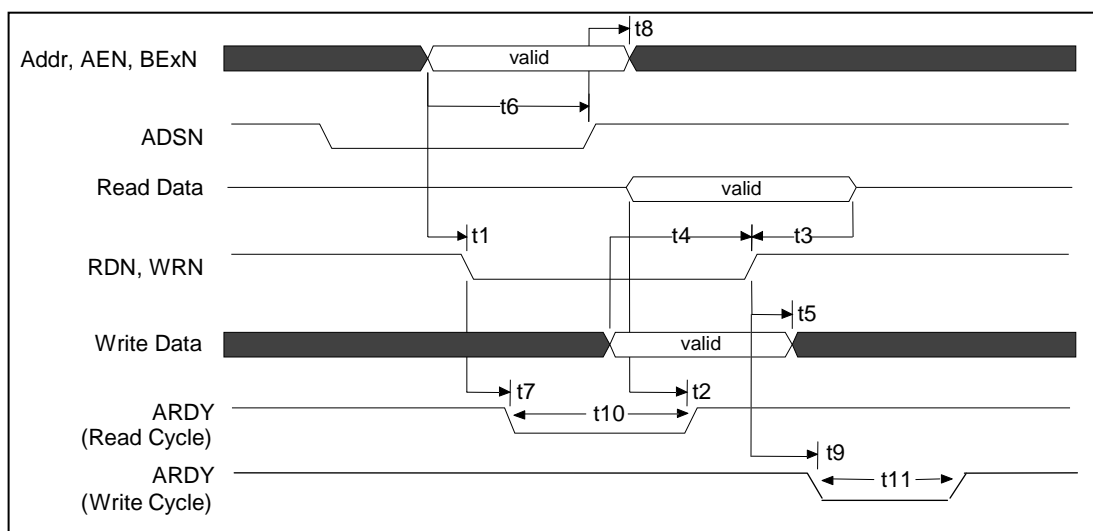 t8
Addr, AEN, BExN
valid
t6
ADSN
Read Data
valid
t1
t4
t3
RDN, WRN
t5
Write Data
valid
t7
t2
ARDY
(Read Cycle)
t10
t9
ARDY
(Write Cycle)
t11